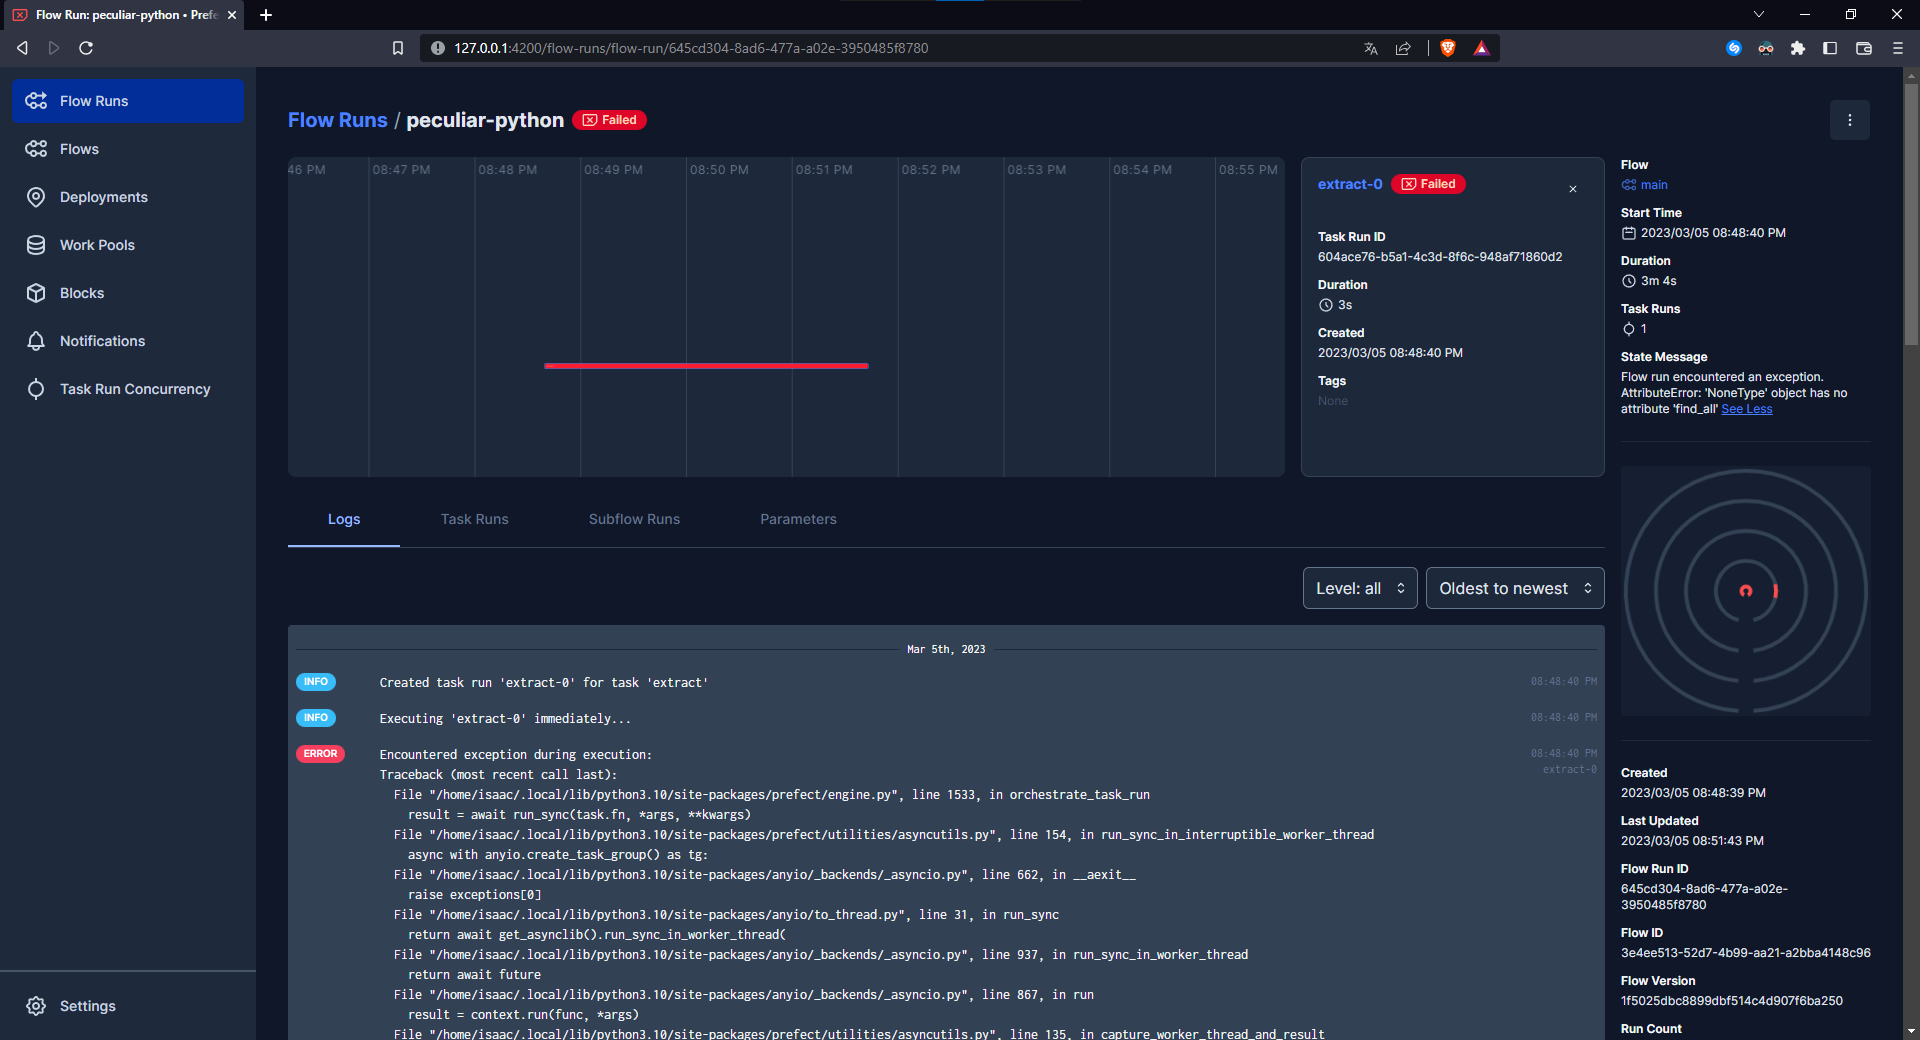 Flow Run: peculiar-python • Prefe
127.0.0.1:4200/flow-runs/flow-run/645cd304-8ad6-477a-a02e-3950485f8780
Flow Runs
Flows
Deployments
Work Pools
Blocks
Notifications
Task Run Concurrency
Settings
Flow Runs / peculiar-python Failed
46 PM 08:47 PM 08:48 PM 08:49 PM 08:50 PM 08:51 PM 08:52 PM 08:53 PM 08:54 PM 08:55 PM
extract-0 Failed
Task Run ID
604ace76-b5a1-4c3d-8f6c-948af71860d2
Duration
3s
Created
2023/03/05 08:48:40 PM
Tags
None
Logs Task Runs Subflow Runs Parameters
Level: all Oldest to newest
Mar 5th, 2023
INFO Created task run 'extract-0' for task 'extract' 08:48:40 PM
INFO Executing 'extract-0' immediately... 08:48:40 PM
ERROR Encountered exception during execution: 08:48:40 PM
Traceback (most recent call last): extract-0
File "/home/isaac/.local/lib/python3.10/site-packages/prefect/engine.py", line 1533, in orchestrate_task_run
result = await run_sync(task.fn, *args, **kwargs)
File "/home/isaac/.local/lib/python3.10/site-packages/prefect/utilities/asyncutils.py", line 154, in run_sync_in_interruptible_worker_thread
async with anyio.create_task_group() as tg:
File "/home/isaac/.local/lib/python3.10/site-packages/anyio/_backends/_asyncio.py", line 662, in __aexit__
raise exceptions[0]
File "/home/isaac/.local/lib/python3.10/site-packages/anyio/to_thread.py", line 31, in run_sync
return await get_asynclib().run_sync_in_worker_thread(
File "/home/isaac/.local/lib/python3.10/site-packages/anyio/_backends/_asyncio.py", line 937, in run_sync_in_worker_thread
return await future
File "/home/isaac/.local/lib/python3.10/site-packages/anyio/_backends/_asyncio.py", line 867, in run
result = context.run(func, *args)
File "/home/isaac/.local/lib/python3.10/site-packages/prefect/utilities/asyncutils.py", line 135, in capture_worker_thread_and_result
Flow
main
Start Time
2023/03/05 08:48:40 PM
Duration
3m 4s
Task Runs
1
State Message
Flow run encountered an exception.
AttributeError: 'NoneType' object has no
attribute 'find_all' See Less
Created
2023/03/05 08:48:39 PM
Last Updated
2023/03/05 08:51:43 PM
Flow Run ID
645cd304-8ad6-477a-a02e-
3950485f8780
Flow ID
3e4ee513-52d7-4b99-aa21-a2bba4148c96
Flow Version
1f5025dbc8899dbf514c4d907f6ba250
Run Count